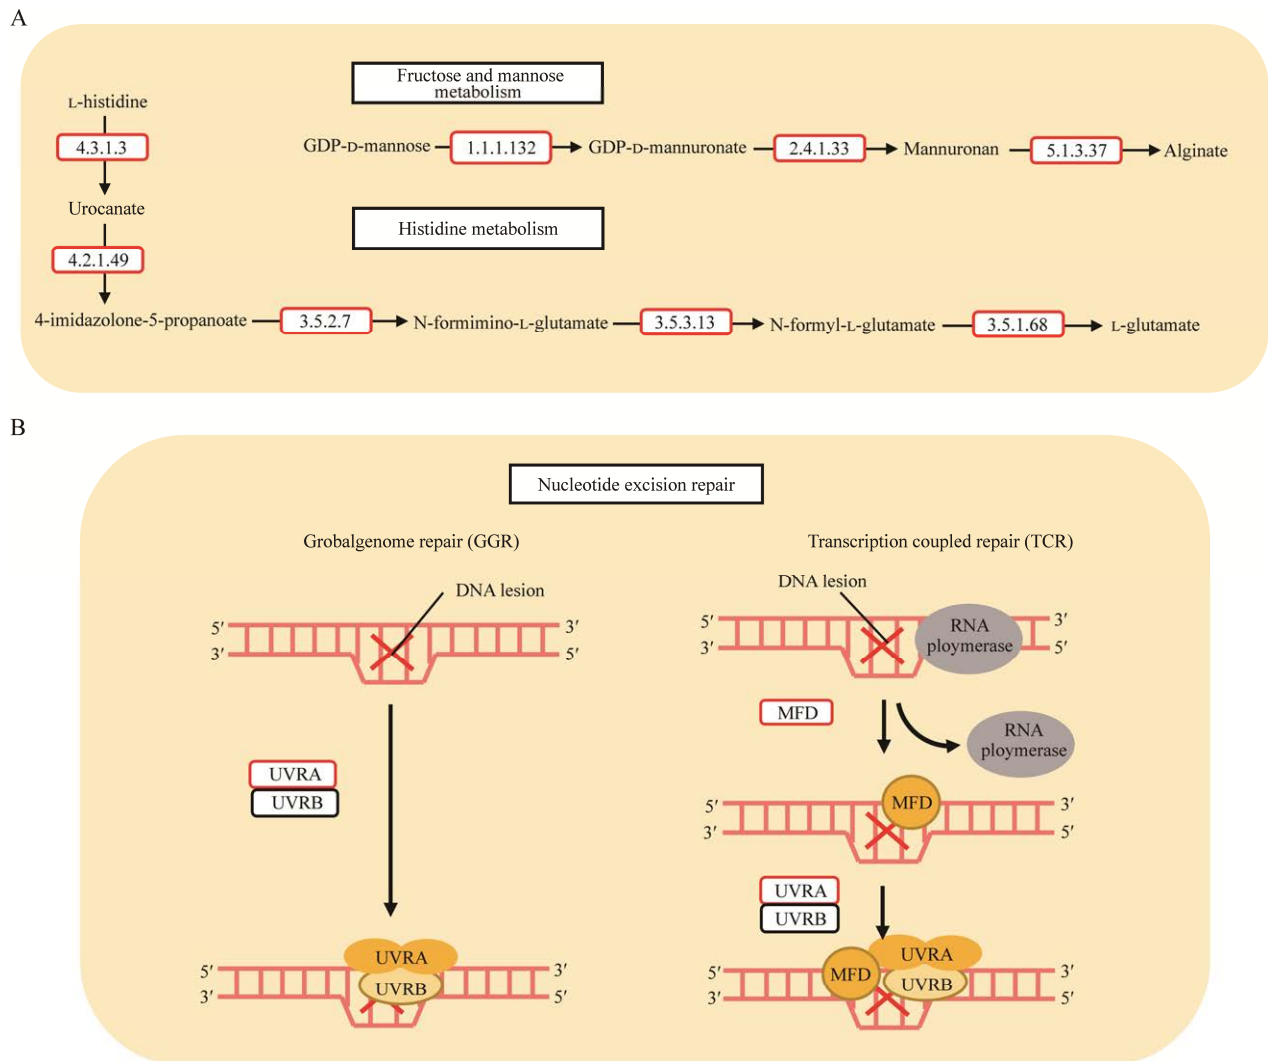 A
Fructose and mannose
metabolism
L-histidine
4.3.1.3
GDP-D-mannose
1.1.1.132
GDP-D-mannuronate
2.4.1.33
Mannuronan
5.1.3.37
Alginate
Urocanate
Histidine metabolism
4.2.1.49
4-imidazolone-5-propanoate
3.5.2.7
N-formimino-L-glutamate
3.5.3.13
N-formyl-L-glutamate
3.5.1.68
L-glutamate
B
Nucleotide excision repair
Grobalgenome repair (GGR)
DNA lesion
5′
3′
3′
5′
UVRA
UVRB
UVRA
UVRB
5′
3′
3′
5′
Transcription coupled repair (TCR)
DNA lesion
RNA
ploymerase
5′
3′
3′
5′
MFD
RNA
ploymerase
MFD
5′
3′
3′
5′
UVRA
UVRB
UVRA
MFD
UVRB
5′
3′
3′
5′